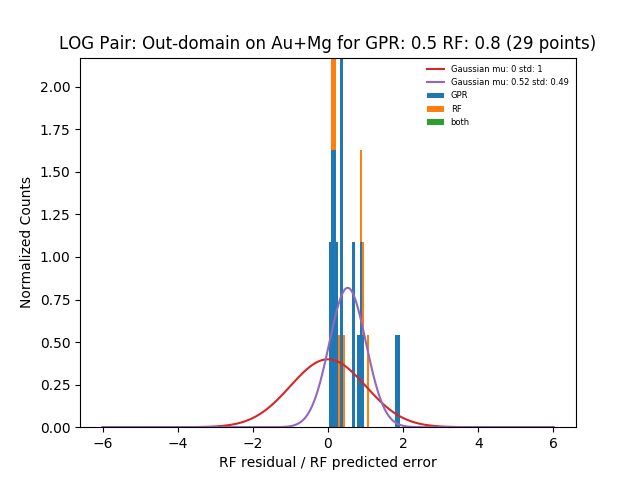 LOG Pair: Out-domain on Au+Mg for GPR: 0.5 RF: 0.8 (29 points)
Gaussian mu: 0 std: 1
Gaussian mu: 0.52 std: 0.49
GPR
RF
both
Normalized Counts
2.00
1.75
1.50
1.25
1.00
0.75
0.50
0.25
0.00
−6
−4
−2
0
2
4
6
RF residual / RF predicted error